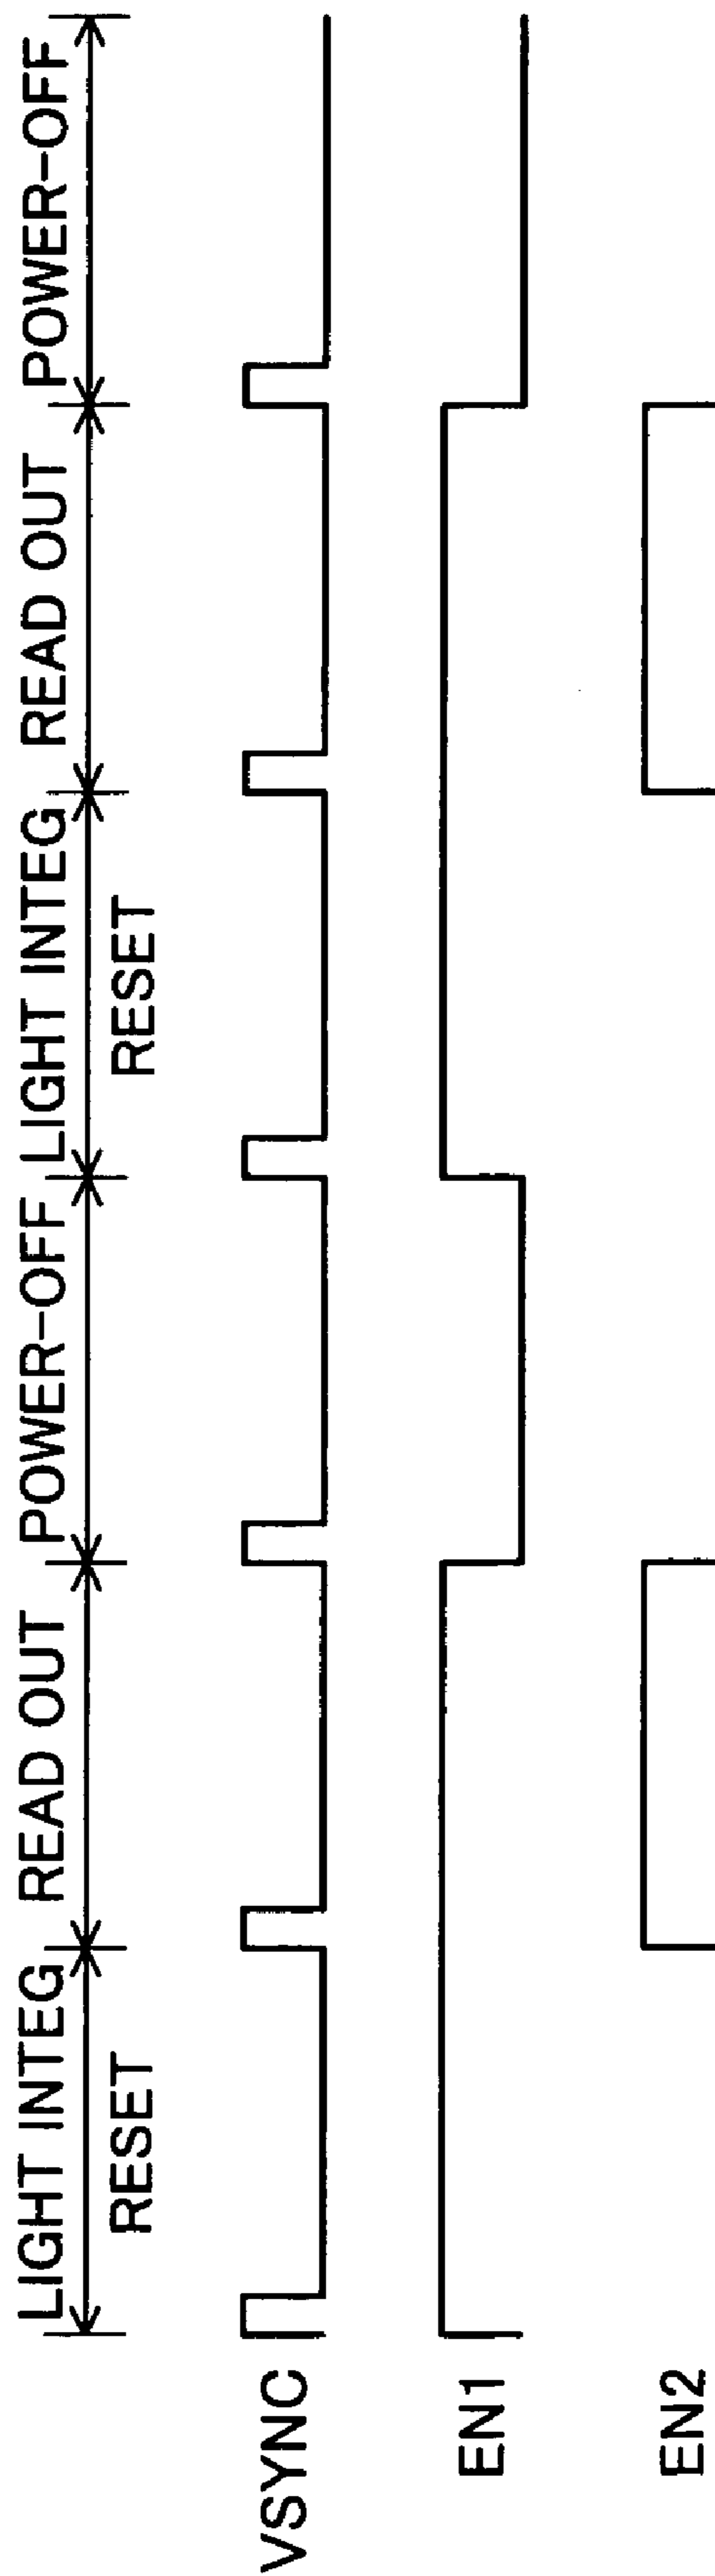 LIGHT INTEG READ OUT POWER-OFF LIGHT INTEG READ OUT POWER-OFF
RESET RESET
VSYNC
EN1
EN2